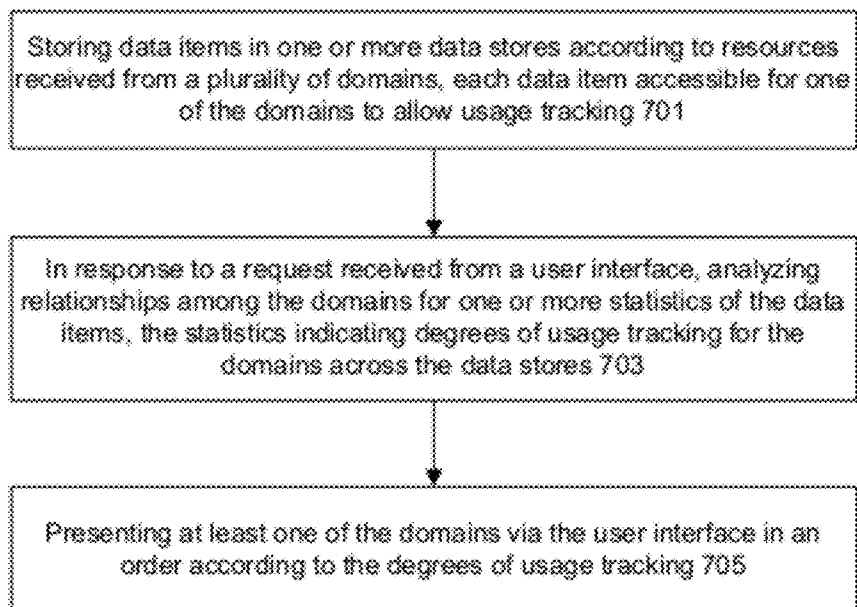 Storing data items in one or more data stores according to resources
received from a plurality of domains, each data item accessible for one
of the domains to allow usage tracking 701
In response to a request received from a user interface, analyzing
relationships among the domains for one or more statistics of the data
items, the statistics indicating degrees of usage tracking for the
domains across the data stores 703
Presenting at least one of the domains via the user interface in an
order according to the degrees of usage tracking 705